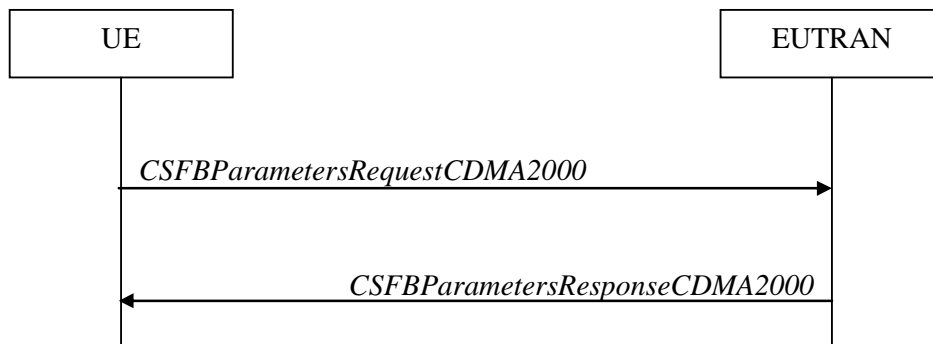 UE
EUTRAN
CSFBParametersRequestCDMA2000
CSFBParametersResponseCDMA2000